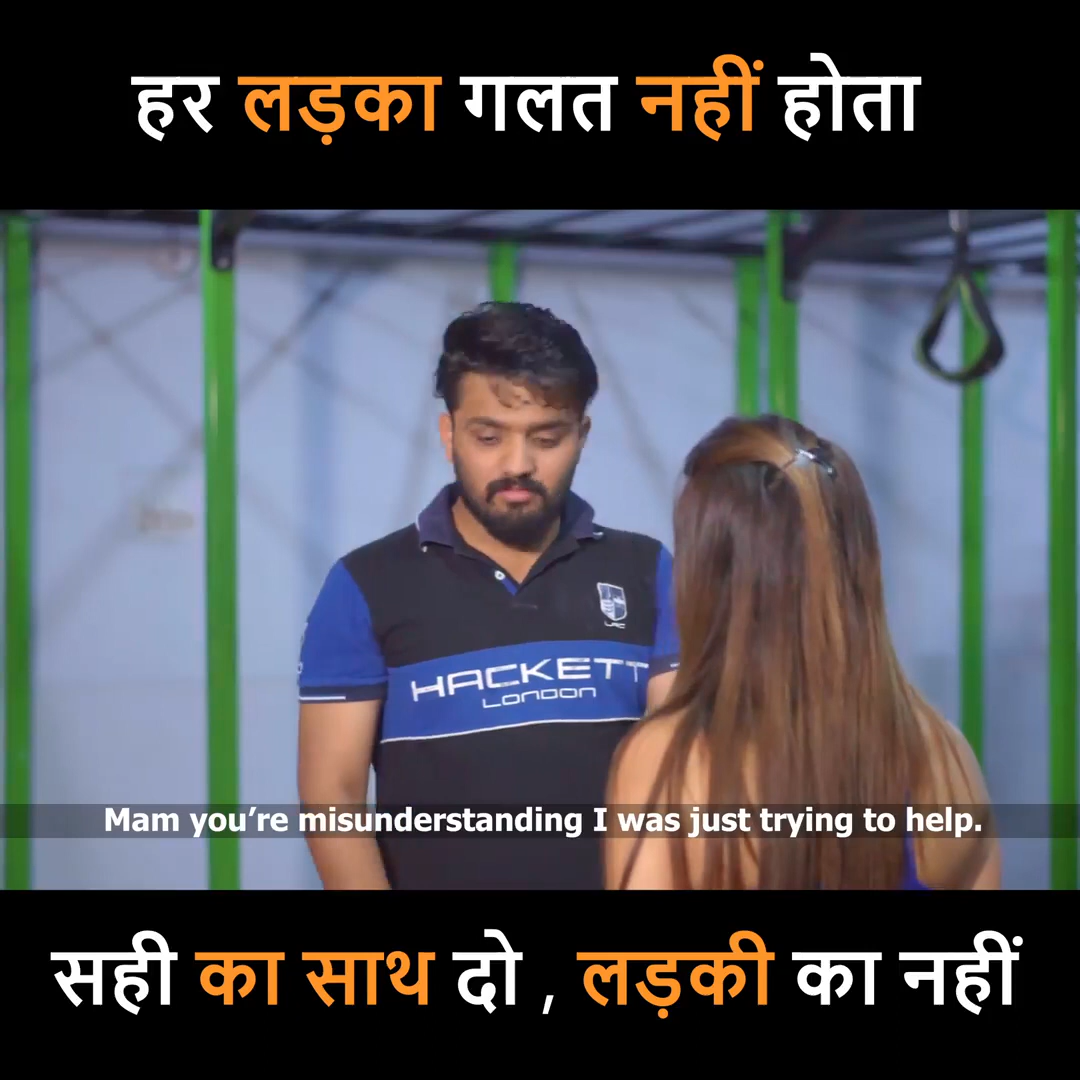 हर लड़का गलत नहीं होता
HACKETT
LONDON
Mam you’re misunderstanding I was just trying to help.
सही का साथ दो , लड़की का नहीं